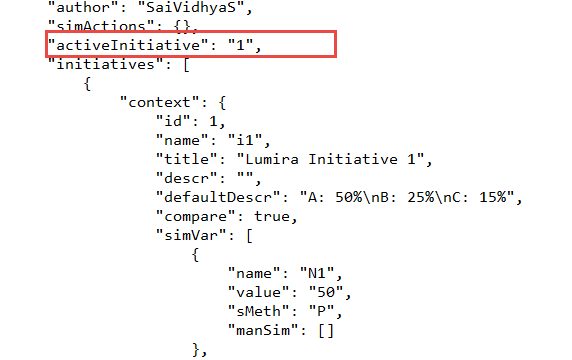 "author": "SaiVidhyaS",
"simActions": {},
"activeInitiative": "1",
"initiatives": [
{
"context": {
"id": 1,
"name": "i1",
"title": "Lumira Initiative 1",
"descr": "",
"defaultDescr": "A: 50%\nB: 25%\nC: 15%",
"compare": true,
"simVar": [
{
"name": "N1",
"value": "50",
"sMeth": "P",
"manSim": []
},